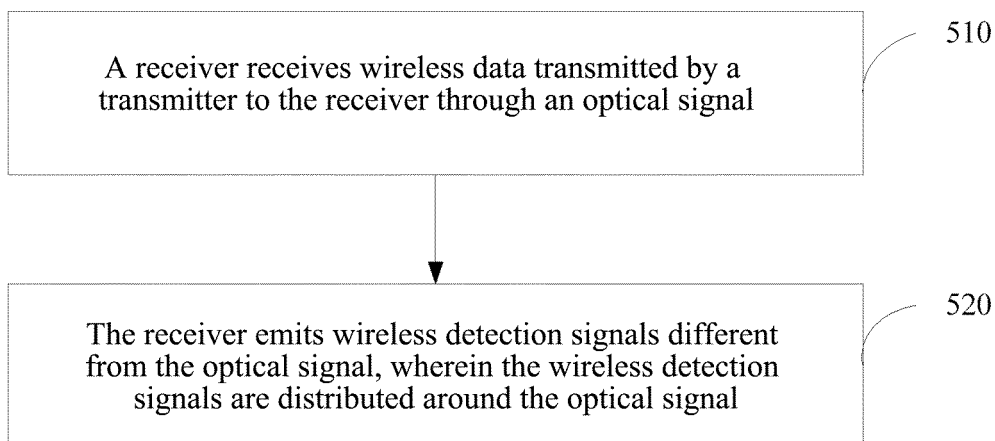 510
A receiver receives wireless data transmitted by a
transmitter to the receiver through an optical signal
520
The receiver emits wireless detection signals different
from the optical signal, wherein the wireless detection
signals are distributed around the optical signal